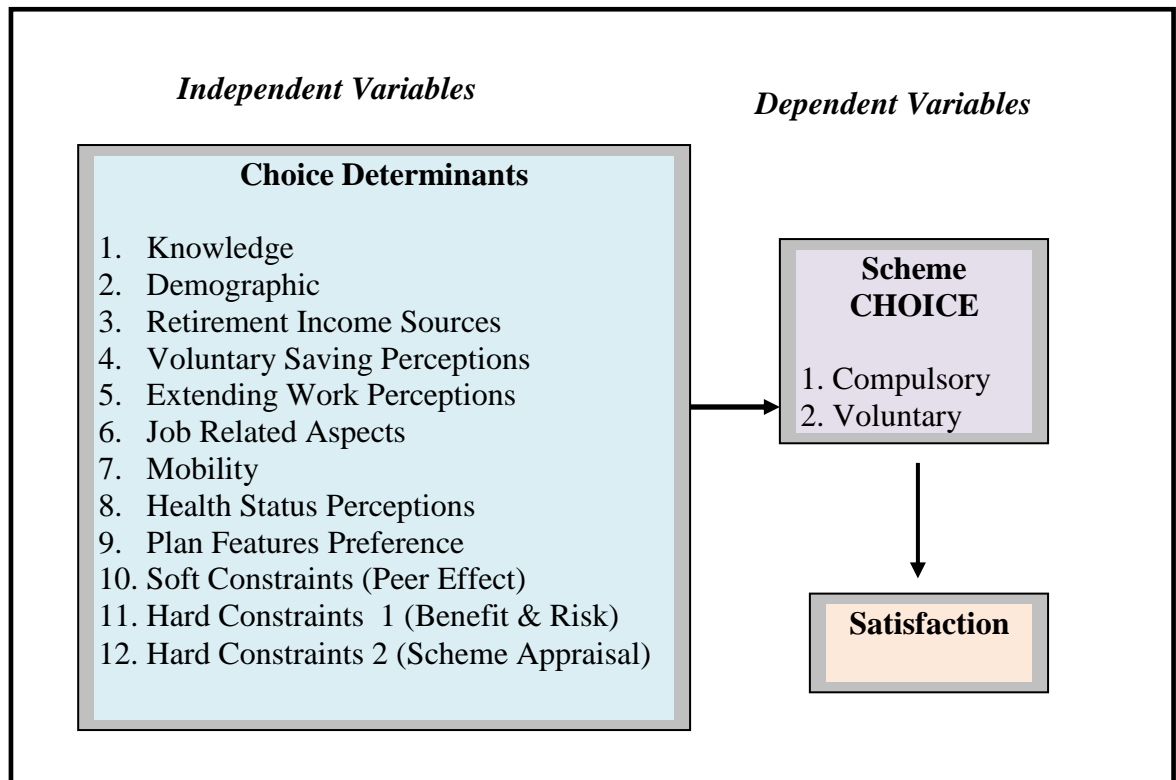 Independent Variables
Dependent Variables
Choice Determinants
1. Knowledge
2. Demographic
3. Retirement Income Sources
4. Voluntary Saving Perceptions
5. Extending Work Perceptions
6. Job Related Aspects
7. Mobility
8. Health Status Perceptions
9. Plan Features Preference
10. Soft Constraints (Peer Effect)
11. Hard Constraints 1 (Benefit & Risk)
12. Hard Constraints 2 (Scheme Appraisal)
Scheme
CHOICE
1. Compulsory
2. Voluntary
Satisfaction